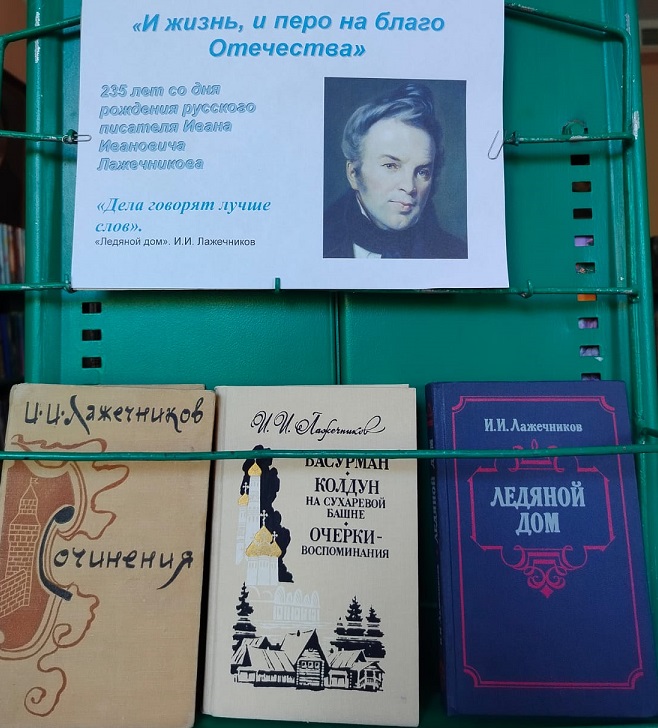 «И жизнь, и перо на благо
Отечества»
235 лет со дня
рождения русского
писателя Ивана
Ивановича
Лажечникова
«Дела говорят лучше
слов».
«Ледяной дом». И.И. Лажечников
И·И·Лажечников
Сочинения
И. И. Лажечников
БАСУРМАН
КОЛДУН
НА СУХАРЕВОЙ
БАШНЕ
ОЧЕРКИ-
ВОСПОМИНАНИЯ
И.И. Лажечников
ЛЕДЯНОЙ
ДОМ